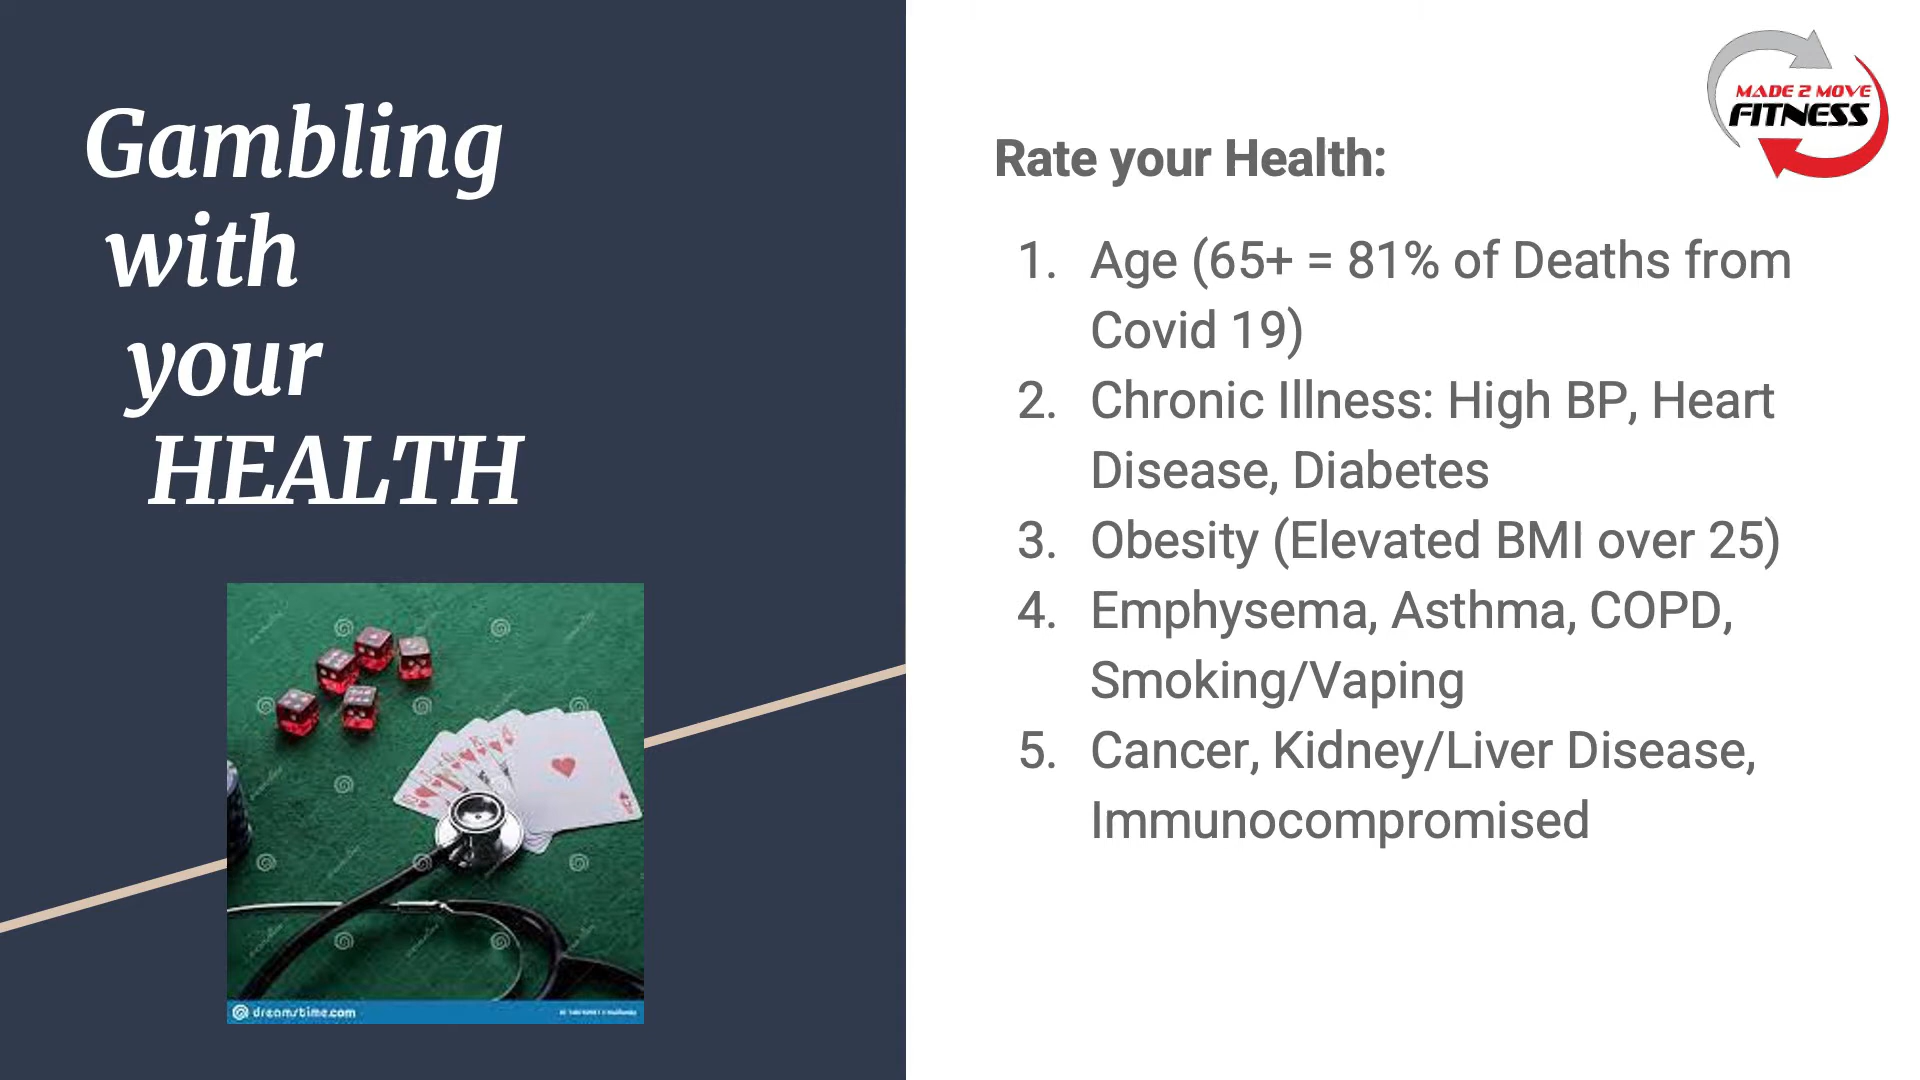 Gambling
with
your
HEALTH
MADE 2 MOVE
FITNESS
Rate your Health:
1. Age (65+ = 81% of Deaths from
Covid 19)
2. Chronic Illness: High BP, Heart
Disease, Diabetes
3. Obesity (Elevated BMI over 25)
4. Emphysema, Asthma, COPD,
Smoking/Vaping
5. Cancer, Kidney/Liver Disease,
Immunocompromised
dreamstime.com